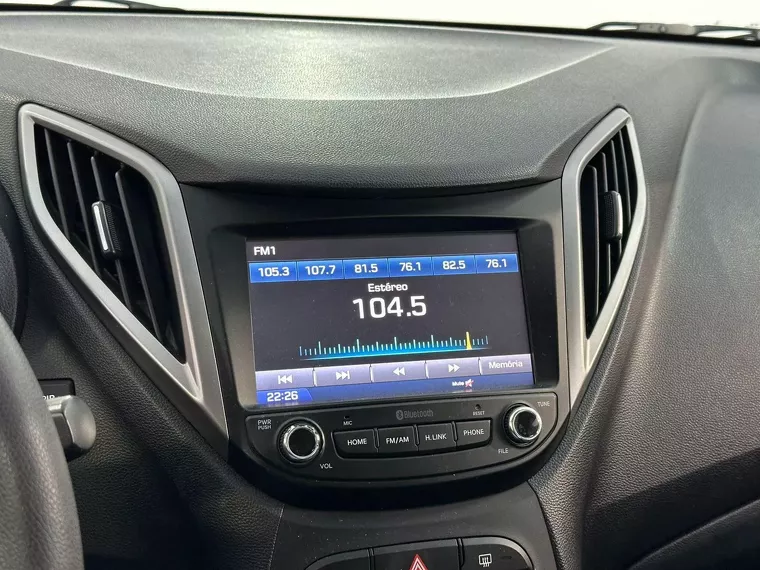 FM1
105.3 107.7 81.5 76.1 82.5 76.1
Estéreo
104.5
Memória
Mute
22:26
PWR
PUSH
VOL
MIC
Bluetooth
RESET
HOME FM/AM H.LINK PHONE
TUNE
FILE